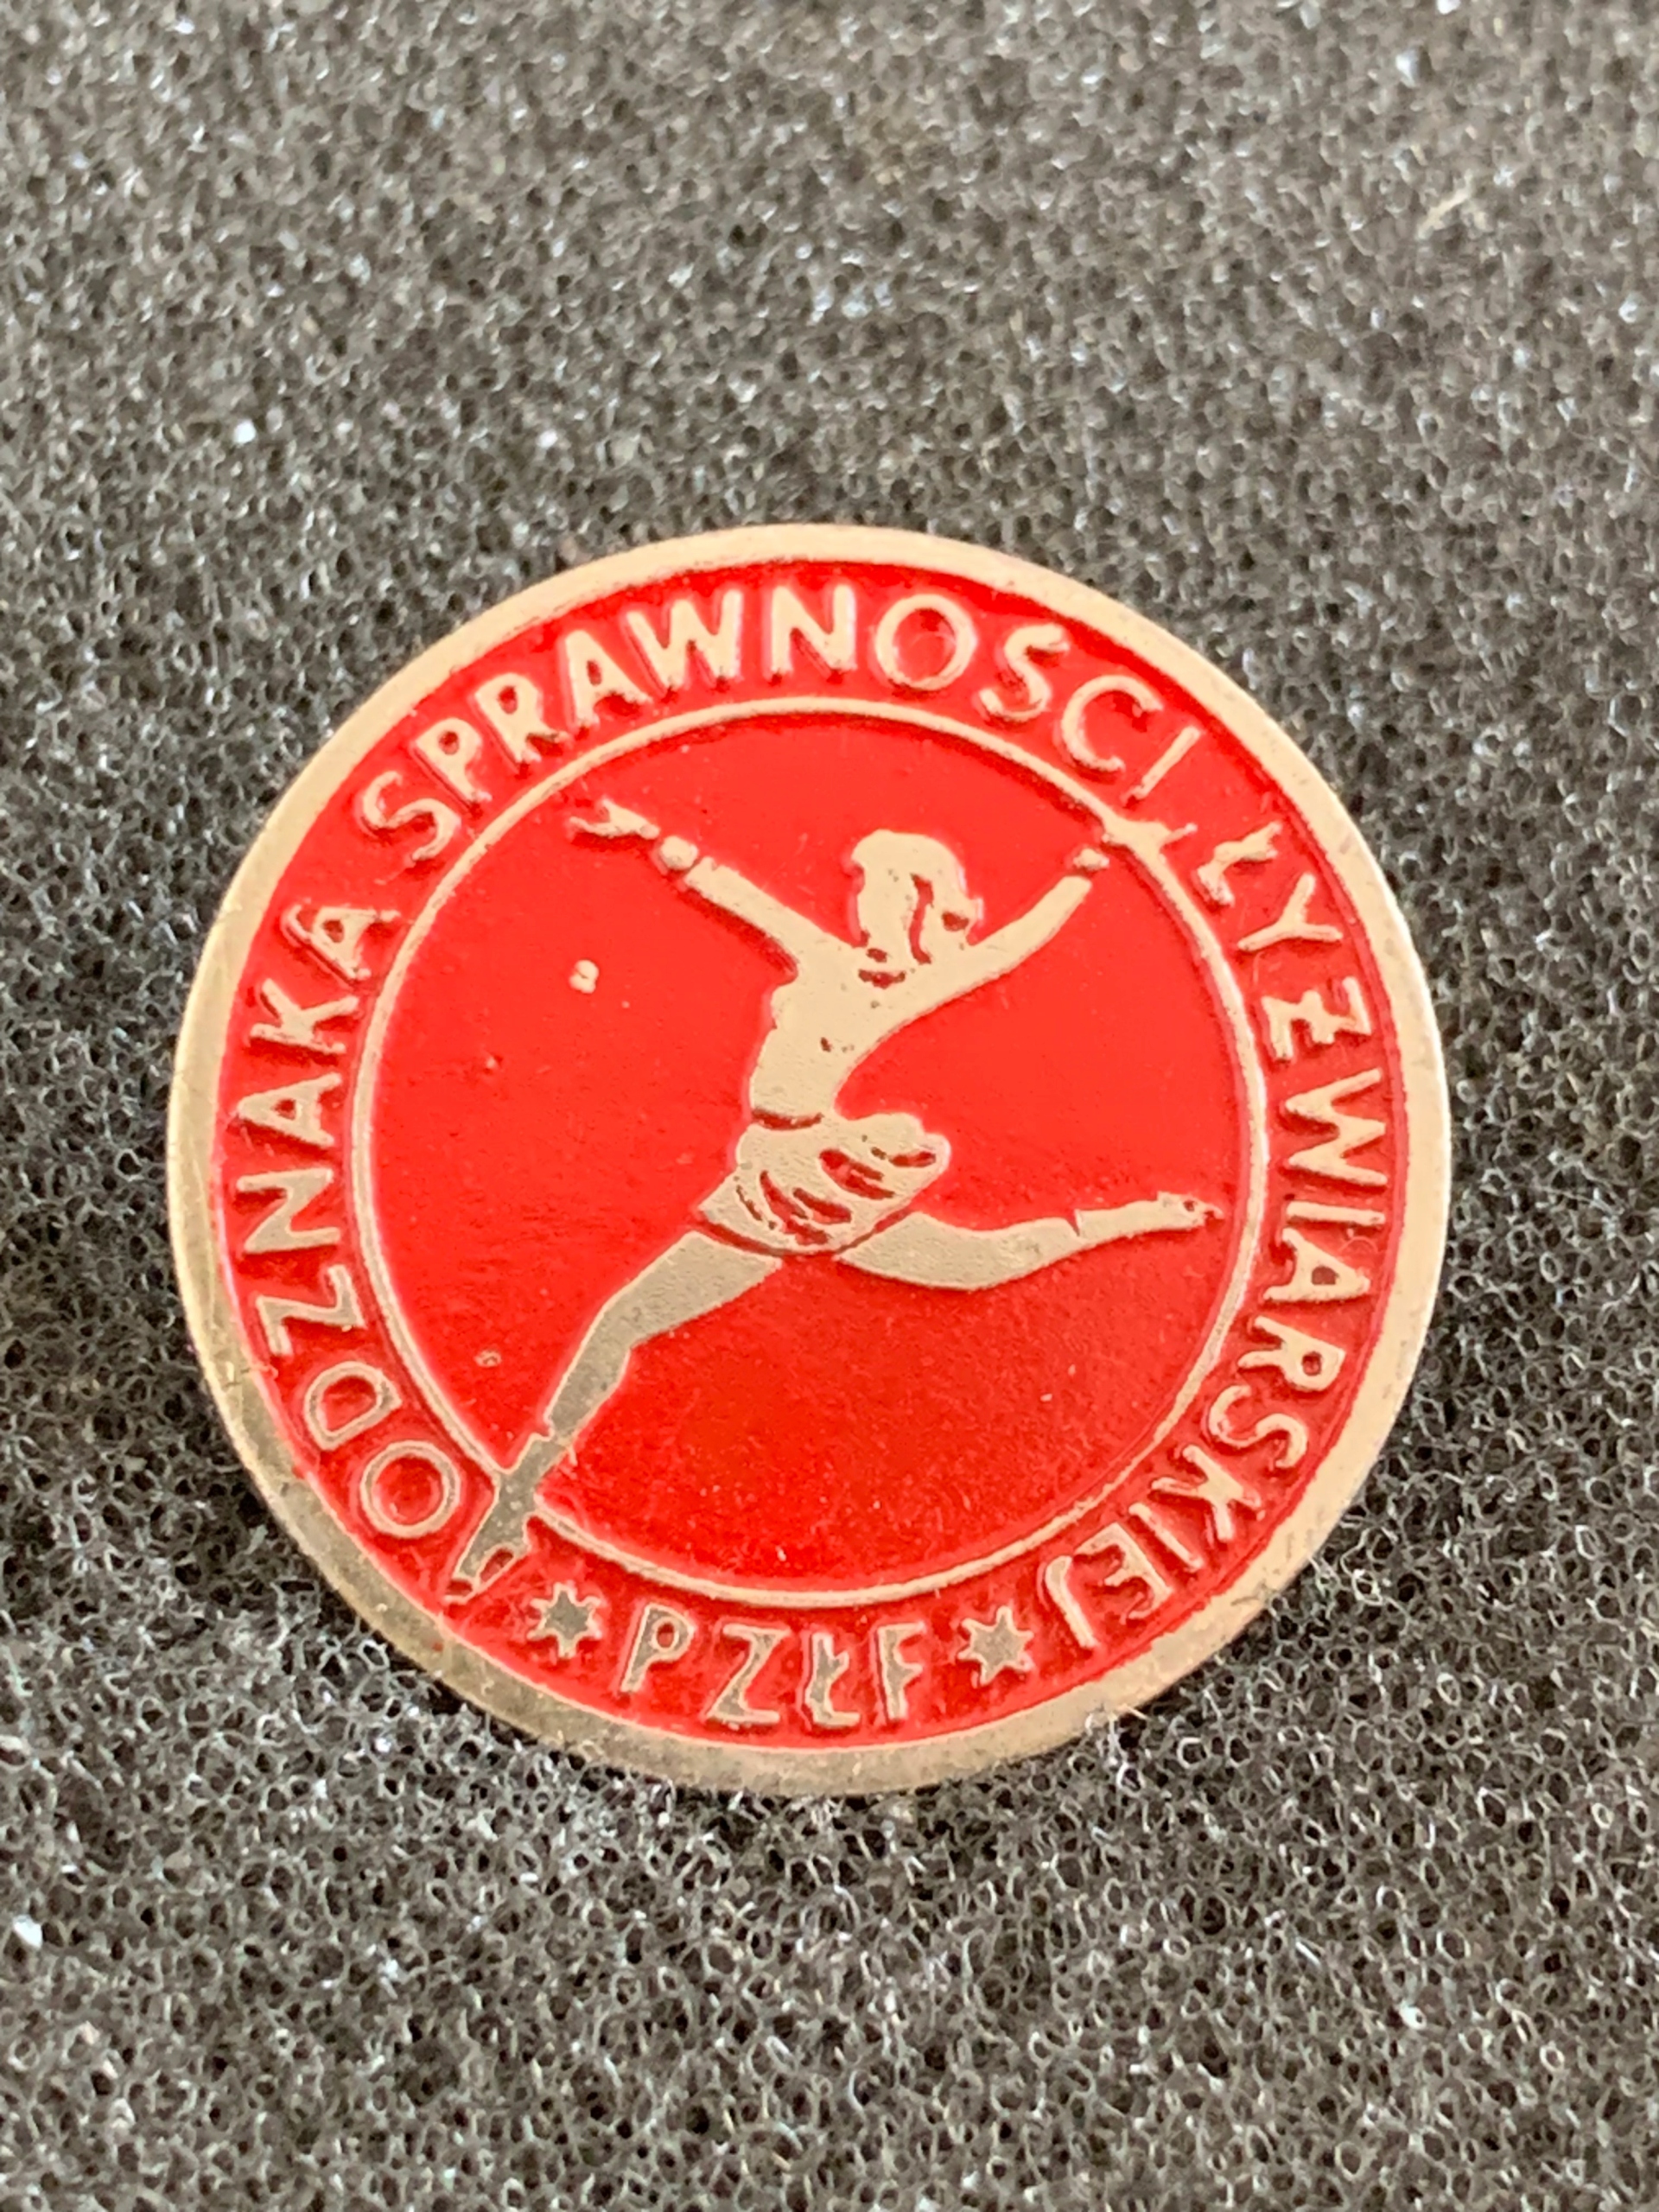 ODZNAKA SPRAWNOSCI ŁYŻWIARSKIEJ
* PZŁF *